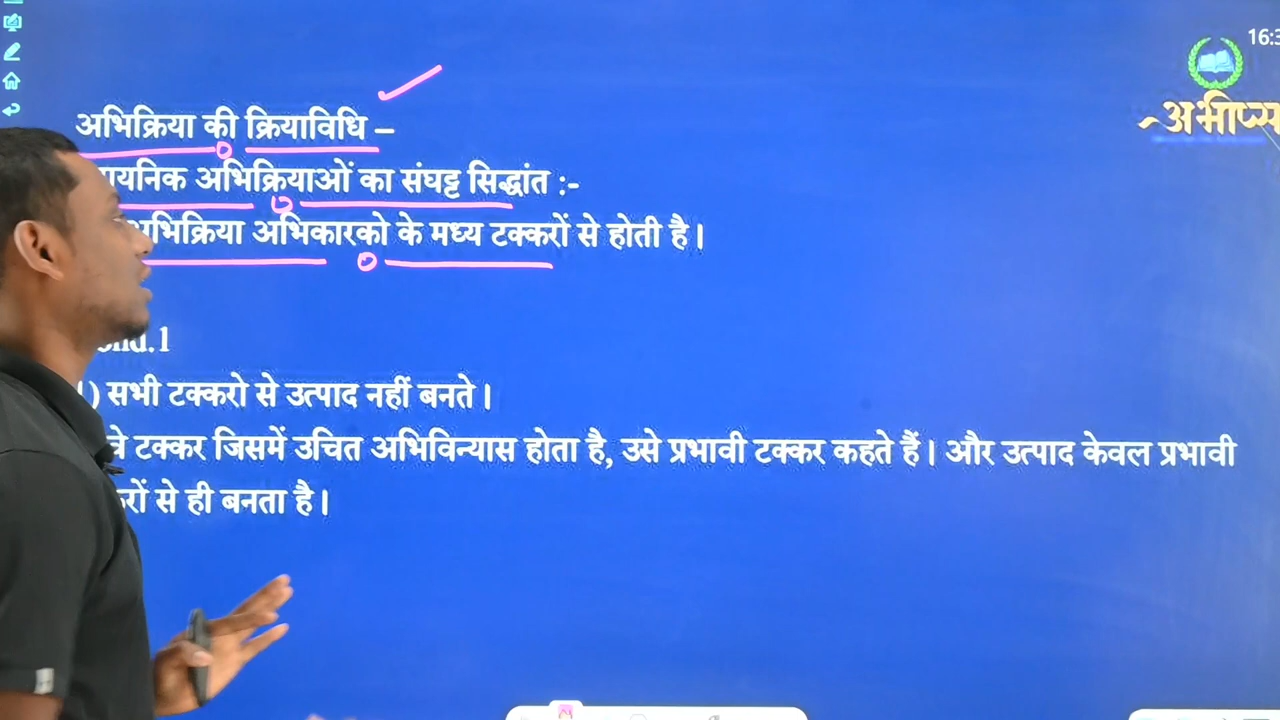 16:3
अभीप्स
अभिक्रिया की क्रियाविधि –
अभिक्रियाओं का संघट्ट सिद्धांत :-
अभिक्रिया अभिकारको के मध्य टक्करों से होती है।
सभी टक्करो से उत्पाद नहीं बनते।
वे टक्कर जिसमें उचित अभिविन्यास होता है, उसे प्रभावी टक्कर कहते हैं। और उत्पाद केवल प्रभावी
से ही बनता है।